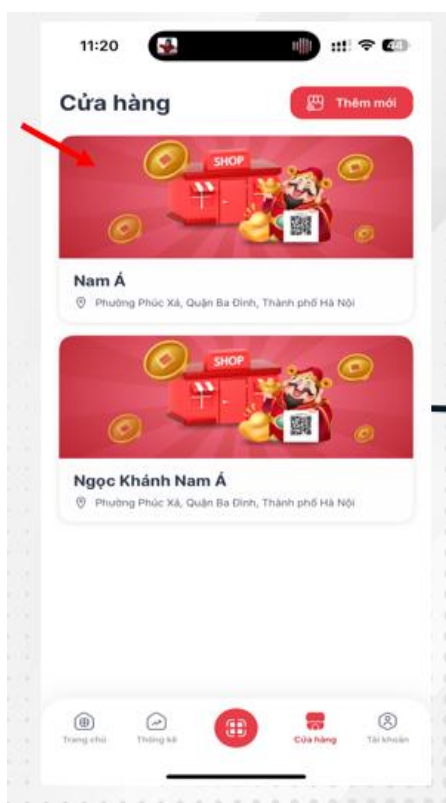 11:20
44
Cửa hàng
Thêm mới
SHOP
Nam Á
Phường Phúc Xá, Quận Ba Đình, Thành phố Hà Nội
SHOP
Ngọc Khánh Nam Á
Phường Phúc Xá, Quận Ba Đình, Thành phố Hà Nội
Trang chủ Thống kê Cửa hàng Tài khoản